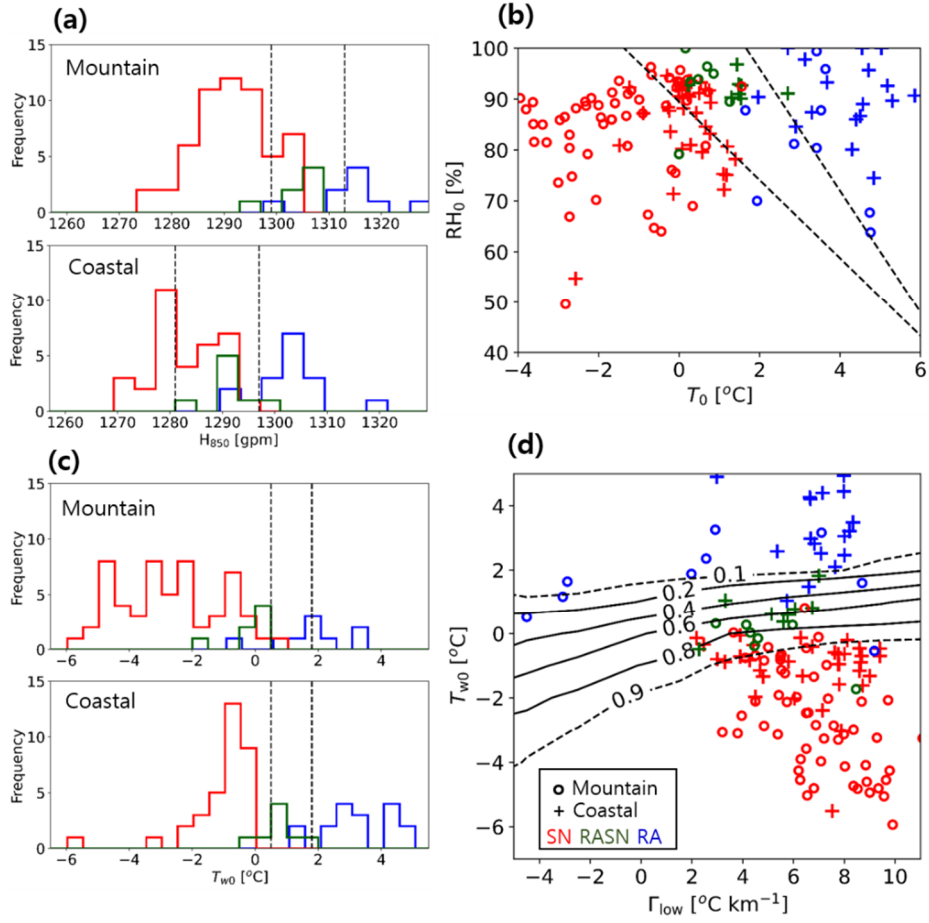 (a)
15
10
5
0
Frequency
Mountain
1260 1270 1280 1290 1300 1310 1320
15
10
5
0
Frequency
Coastal
1260 1270 1280 1290 1300 1310 1320
H850 [gpm]
(b)
100
90
80
70
60
50
40
RH0 [%]
−4 −2 0 2 4 6
T0 [oC]
(c)
15
10
5
0
Frequency
Mountain
−6 −4 −2 0 2 4
15
10
5
0
Frequency
Coastal
−6 −4 −2 0 2 4
Tw0 [oC]
(d)
4
2
0
−2
−4
−6
Tw0 [oC]
0.1
0.2
0.4
0.6
0.8
0.9
Mountain
Coastal
SN RASN RA
−4 −2 0 2 4 6 8 10
Γlow [oC km−1]